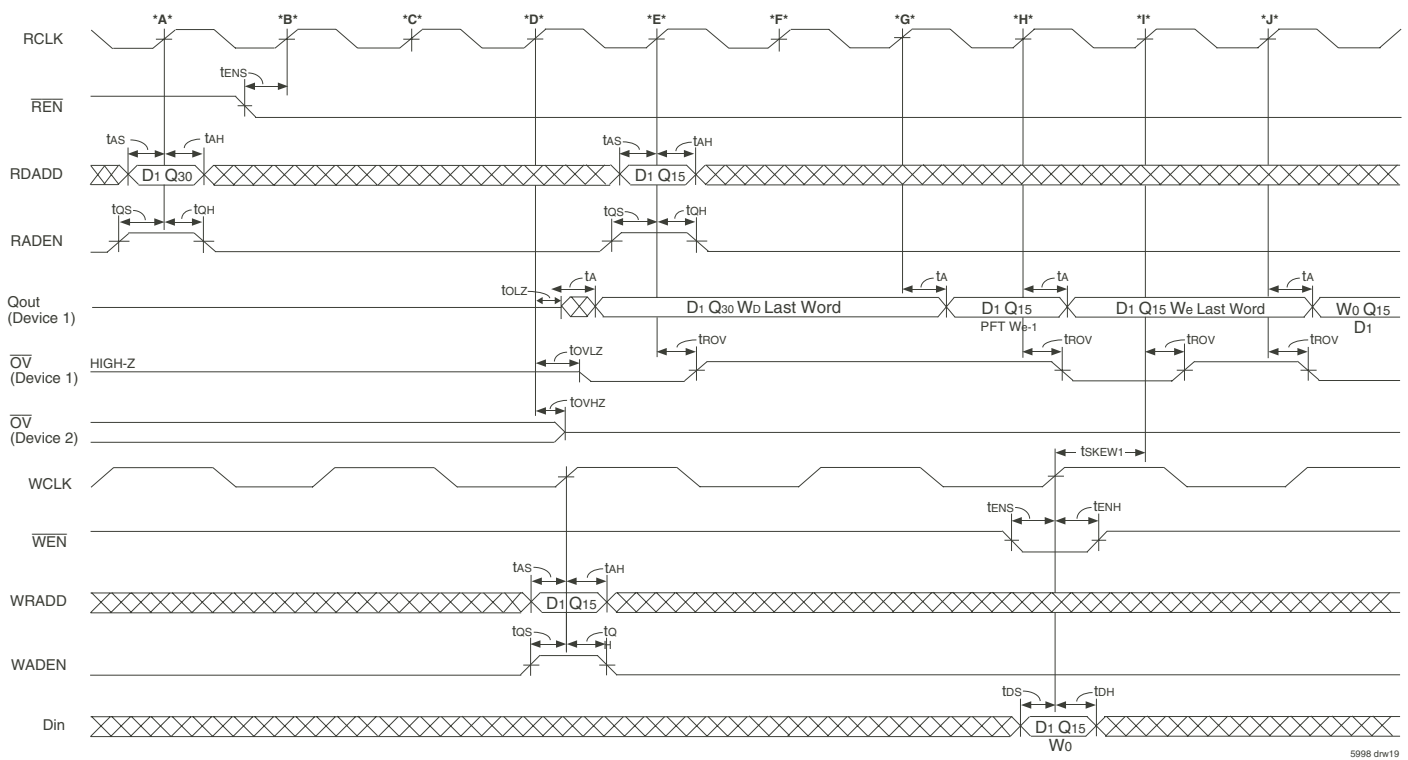 *A* *B* *C* *D* *E* *F* *G* *H* *I* *J*
RCLK
tENS
REN
tAS tAH tAS tAH
RDADD D1 Q30 D1 Q15
tQS tQH tQS tQH
RADEN
tOLZ tA tA tA tA
Qout
(Device 1)
D1 Q30 WD Last Word D1 Q15 D1 Q15 We Last Word W0 Q15
PFT We-1 D1
tOVLZ tROV tROV tROV tROV
OV
(Device 1)
HIGH-Z
tOVHZ
OV
(Device 2)
tSKEW1
WCLK
tENS tENH
WEN
tAS tAH
WRADD D1 Q15
tQS tQ
H
WADEN
tDS tDH
Din D1 Q15
W0
5998 drw19